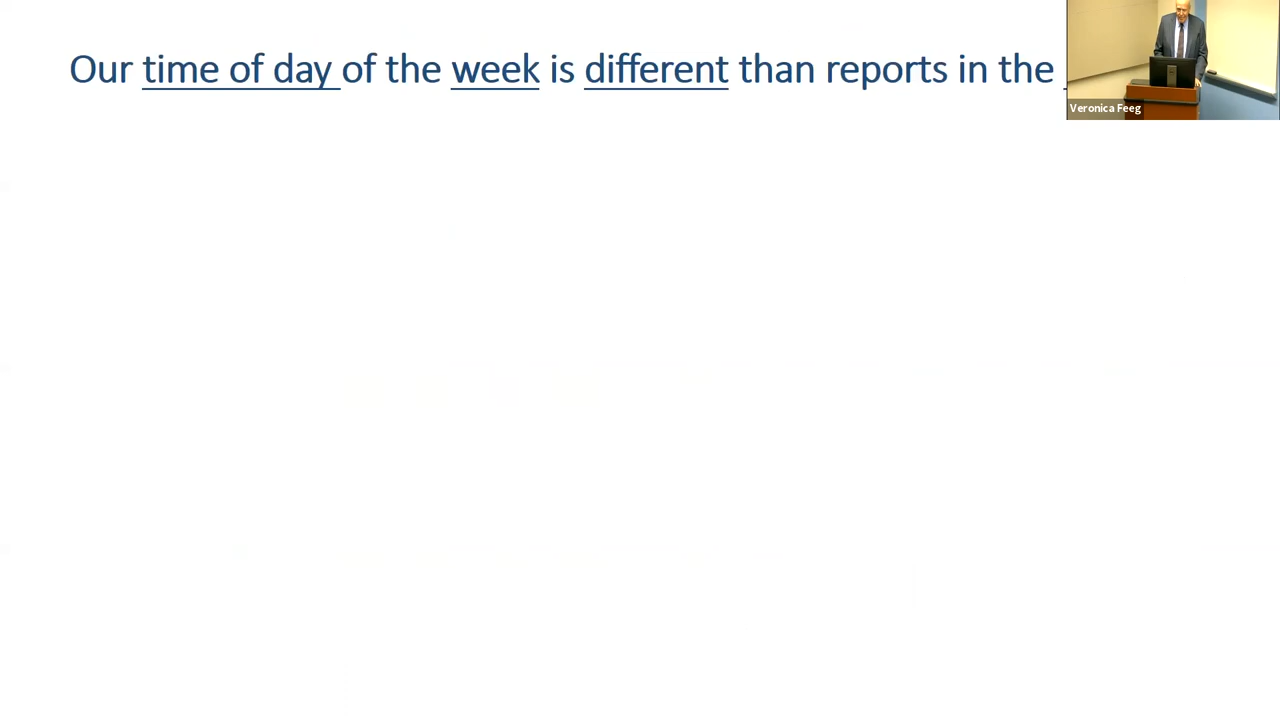 Our time of day of the week is different than reports in the
Veronica Feeg